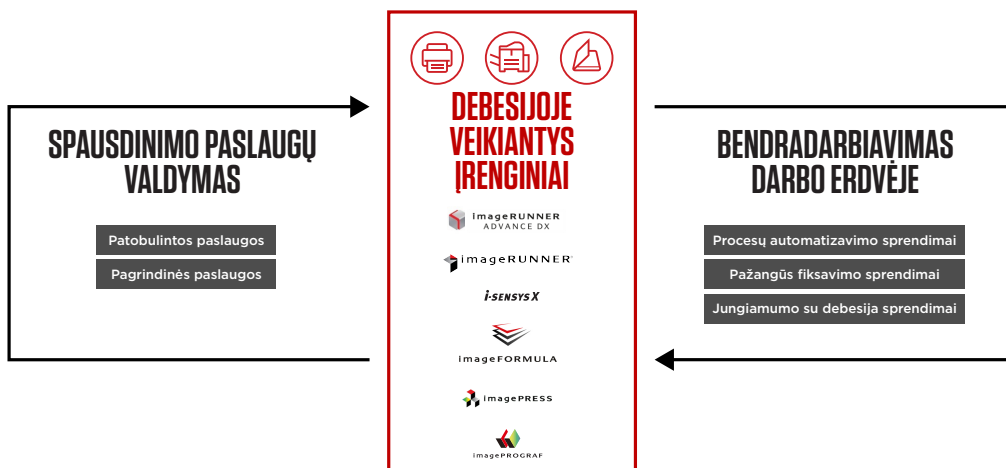 SPAUSDINIMO PASLAUGŲ
VALDYMAS
Patobulintos paslaugos
Pagrindinės paslaugos
DEBESIJOJE
VEIKIANTYS
ĮRENGINIAI
imageRUNNER
ADVANCE DX
imageRUNNER
i-SENSYS X
imageFORMULA
imagePRESS
imagePROGRAF
BENDRADARBIAVIMAS
DARBO ERDVĖJE
Procesų automatizavimo sprendimai
Pažangūs fiksavimo sprendimai
Jungiamumo su debesija sprendimai